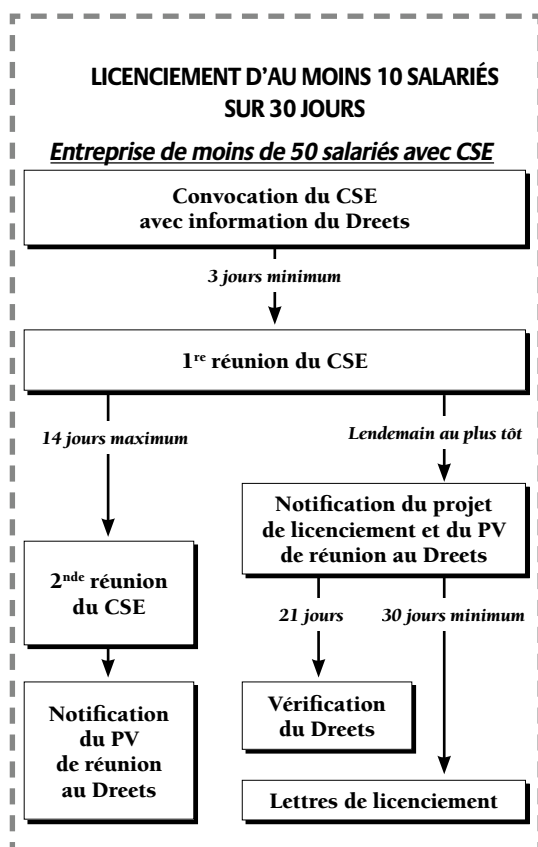 LICENCIEMENT D'AU MOINS 10 SALARIÉS
SUR 30 JOURS
Entreprise de moins de 50 salariés avec CSE
Convocation du CSE
avec information du Dreets
3 jours minimum
1re réunion du CSE
14 jours maximum
Lendemain au plus tôt
Notification du projet
de licenciement et du PV
de réunion au Dreets
2nde réunion
du CSE
21 jours
30 jours minimum
Notification
du PV
de réunion
au Dreets
Vérification
du Dreets
Lettres de licenciement